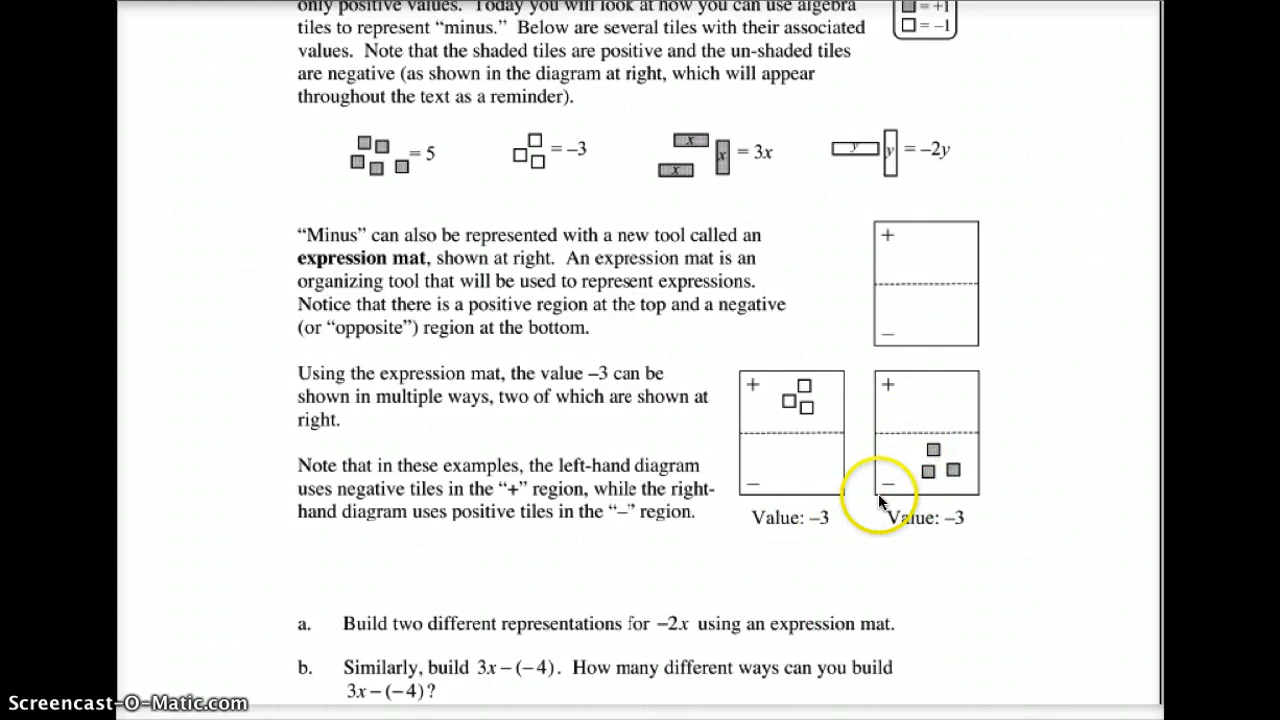 only positive values. Today you will look at how you can use algebra
tiles to represent “minus.” Below are several tiles with their associated
values. Note that the shaded tiles are positive and the un-shaded tiles
are negative (as shown in the diagram at right, which will appear
throughout the text as a reminder).
= +1
= −1
= 5
= −3
x
x
x
= 3x
y
y
= −2y
“Minus” can also be represented with a new tool called an
expression mat, shown at right. An expression mat is an
organizing tool that will be used to represent expressions.
Notice that there is a positive region at the top and a negative
(or “opposite”) region at the bottom.
+
−
Using the expression mat, the value −3 can be
shown in multiple ways, two of which are shown at
right.
Note that in these examples, the left-hand diagram
uses negative tiles in the “+” region, while the right-
hand diagram uses positive tiles in the “−” region.
+
−
Value: −3
+
−
Value: −3
a. Build two different representations for −2x using an expression mat.
b. Similarly, build 3x − (−4). How many different ways can you build
3x − (−4)?
Screencast-O-Matic.com